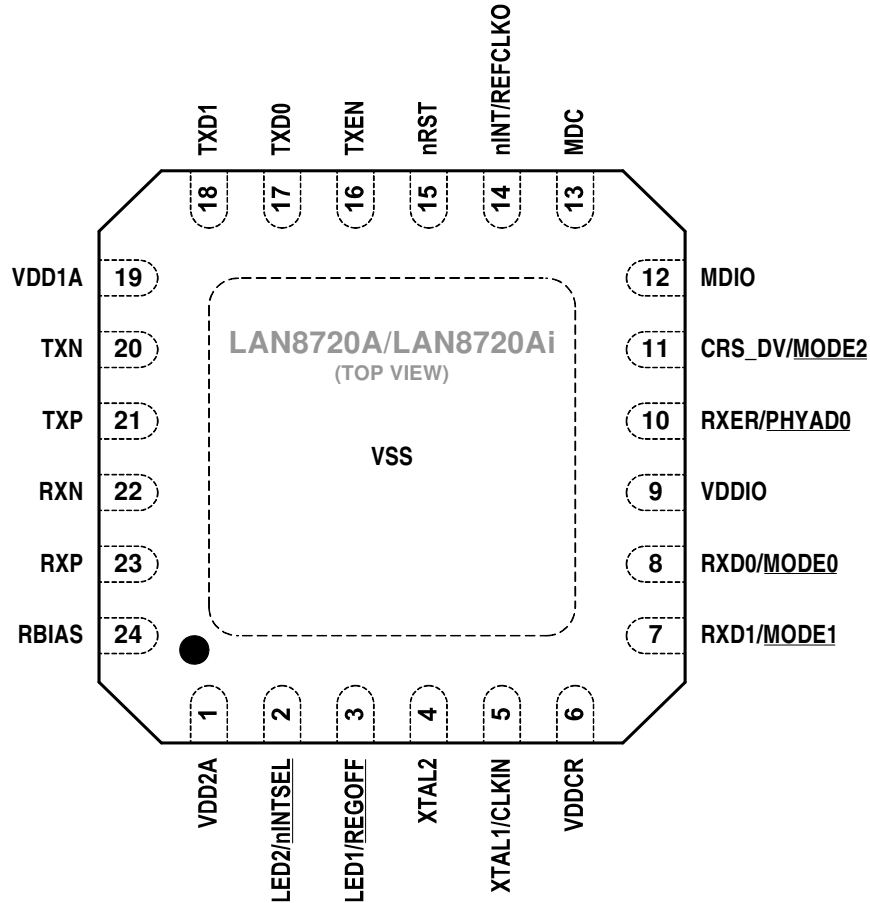 TXD1
TXD0
TXEN
nRST
nINT/REFCLKO
MDC
18
17
16
15
14
13
VDD1A 19
12 MDIO
LAN8720A/LAN8720Ai
(TOP VIEW)
TXN 20
11 CRS_DV/MODE2
TXP 21
10 RXER/PHYAD0
VSS
RXN 22
9 VDDIO
RXP 23
8 RXD0/MODE0
RBIAS 24
7 RXD1/MODE1
1
2
3
4
5
6
VDD2A
LED2/nINTSEL
LED1/REGOFF
XTAL2
XTAL1/CLKIN
VDDCR